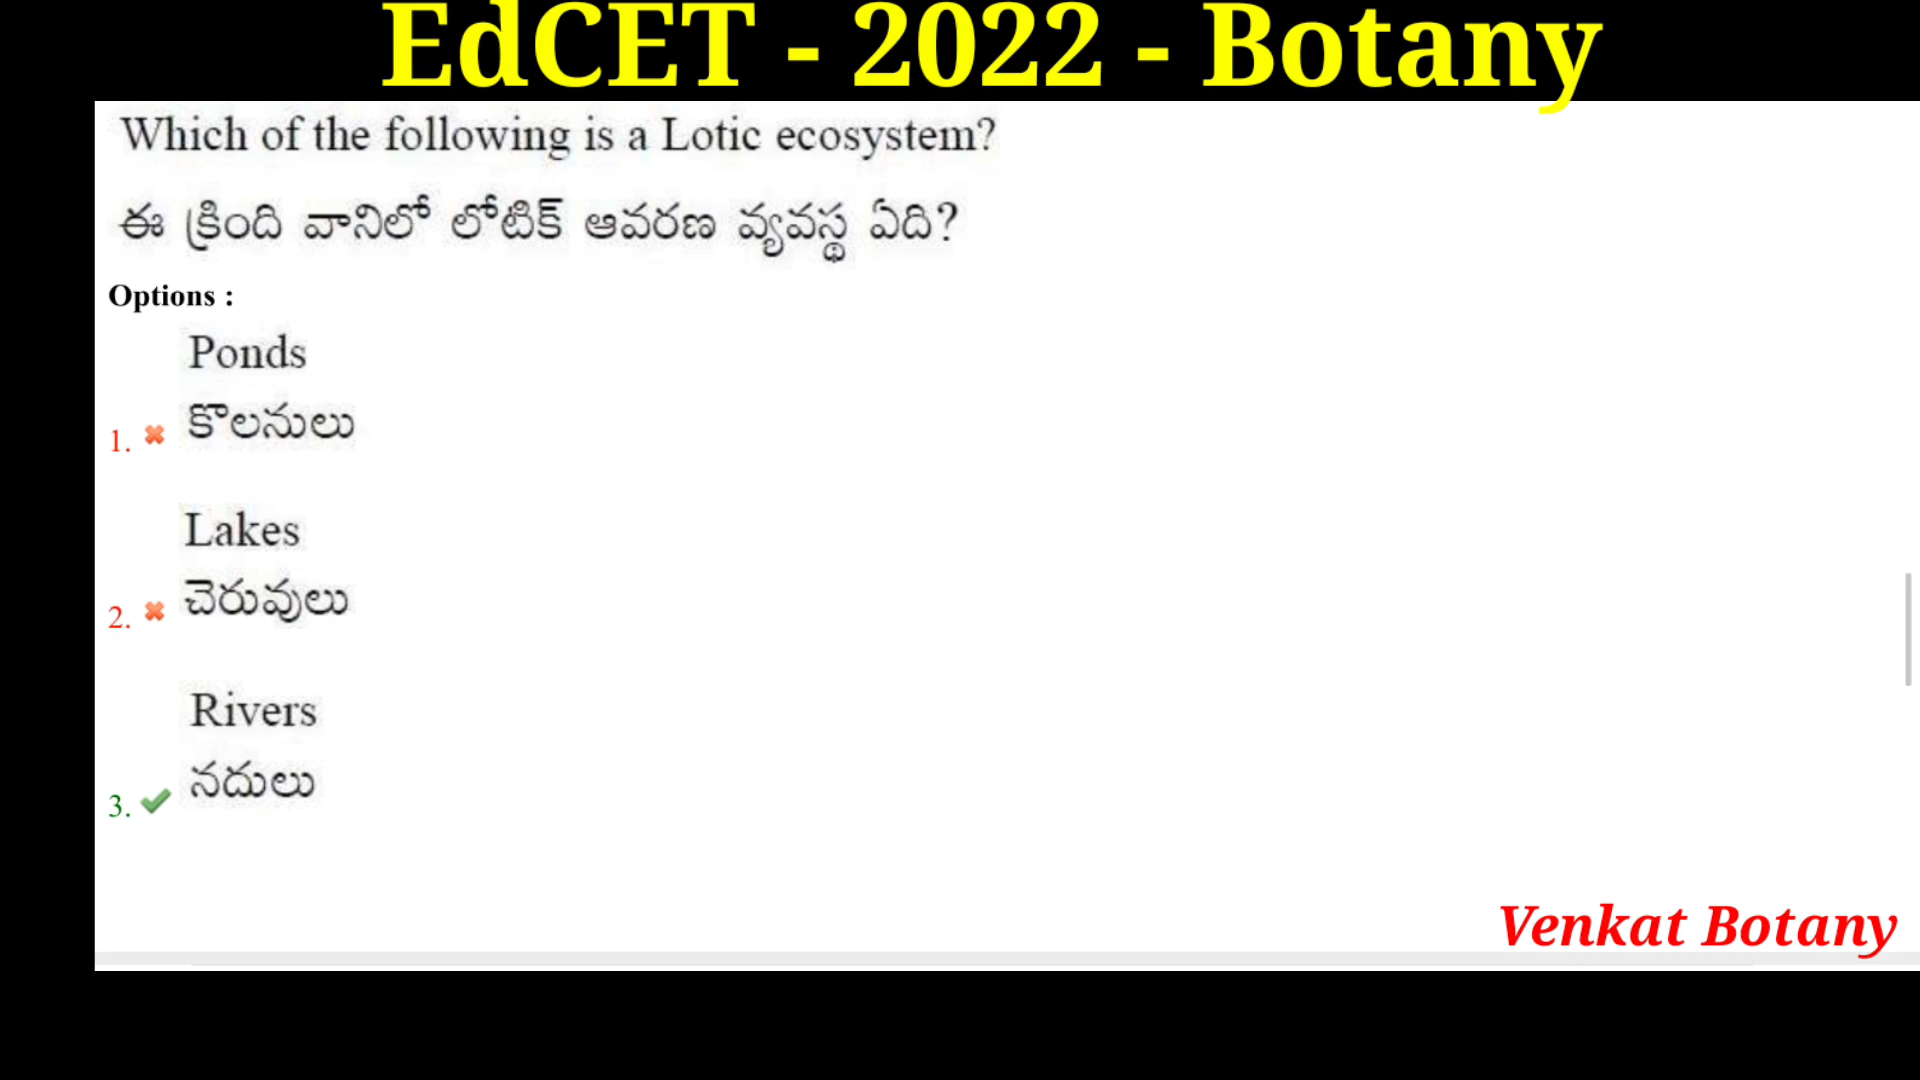 EdCET - 2022 - Botany
Which of the following is a Lotic ecosystem?
ఈ క్రింది వానిలో లోటిక్ ఆవరణ వ్యవస్థ ఏది?
Options :
Ponds
1. ✖ కొలనులు
Lakes
2. ✖ చెరువులు
Rivers
3. ✔ నదులు
Venkat Botany